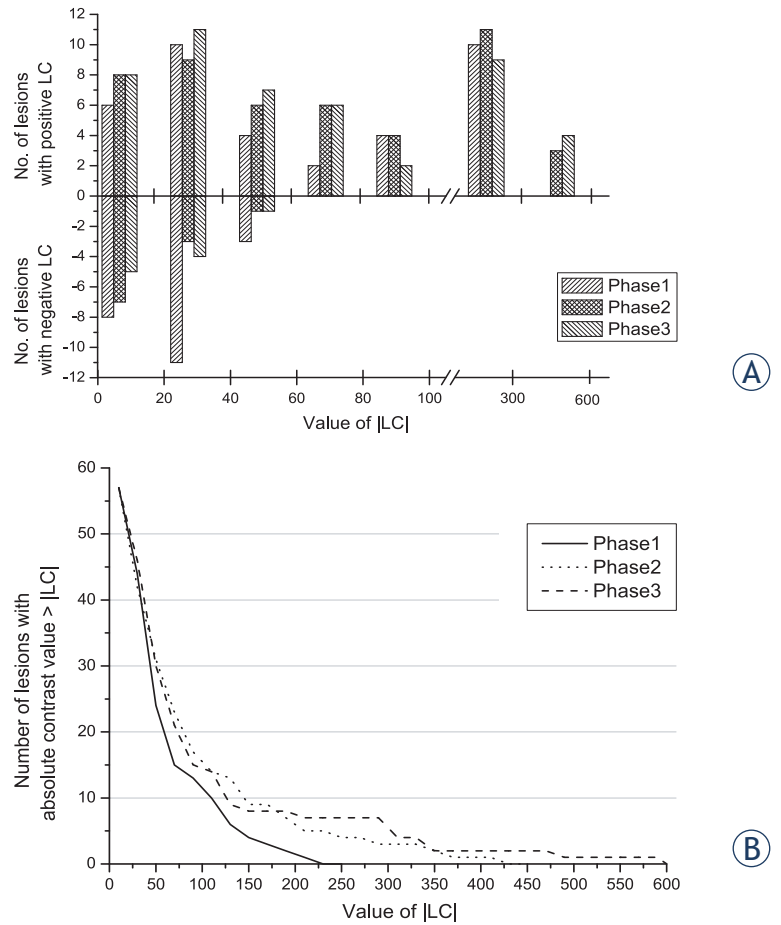 12
10
8
6
4
2
0
-2
-4
-6
-8
-10
-12
No. of lesions
with positive LC
No. of lesions
with negative LC
Phase1
Phase2
Phase3
0 20 40 60 80 100 300 600
Value of |LC|
A
60
50
40
30
20
10
0
Number of lesions with
absolute contrast value > |LC|
Phase1
Phase2
Phase3
0 50 100 150 200 250 300 350 400 450 500 550 600
Value of |LC|
B